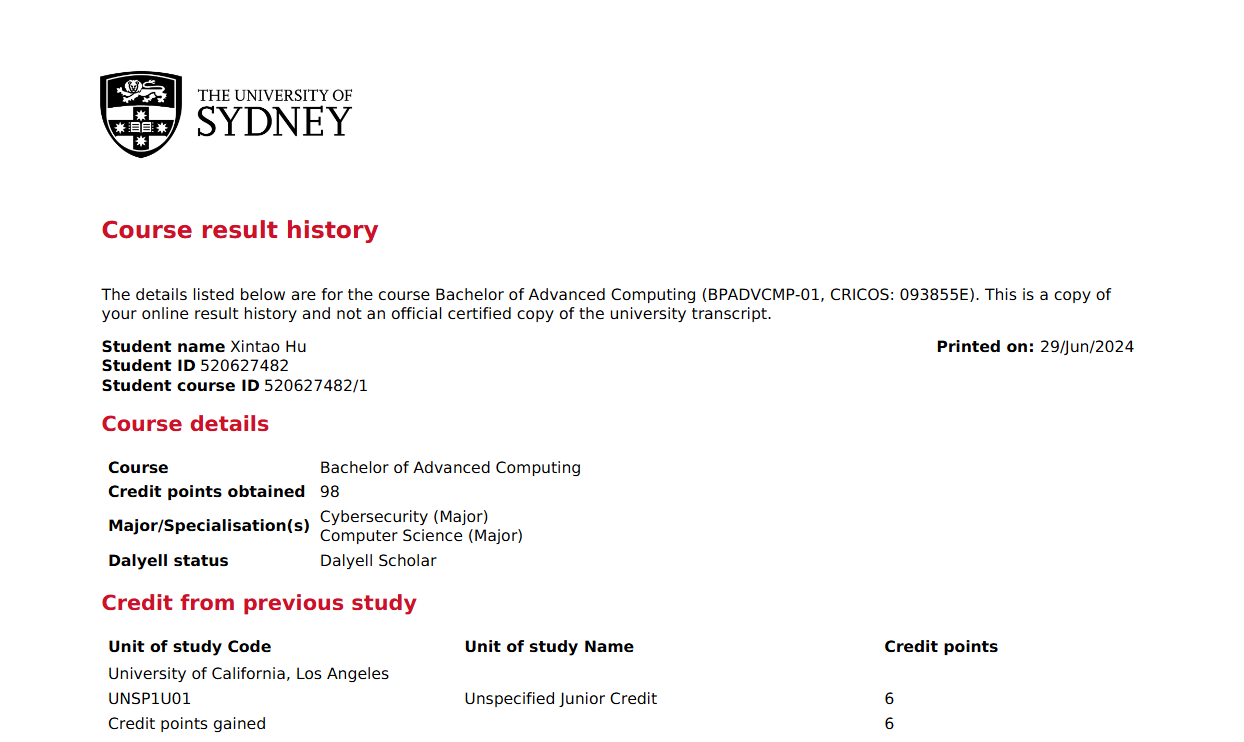 THE UNIVERSITY OF
SYDNEY
Course result history
The details listed below are for the course Bachelor of Advanced Computing (BPADVCMP-01, CRICOS: 093855E). This is a copy of
your online result history and not an official certified copy of the university transcript.
Student name Xintao Hu Printed on: 29/Jun/2024
Student ID 520627482
Student course ID 520627482/1
Course details
Course Bachelor of Advanced Computing
Credit points obtained 98
Major/Specialisation(s) Cybersecurity (Major)
Computer Science (Major)
Dalyell status Dalyell Scholar
Credit from previous study
Unit of study Code Unit of study Name Credit points
University of California, Los Angeles
UNSP1U01 Unspecified Junior Credit 6
Credit points gained 6